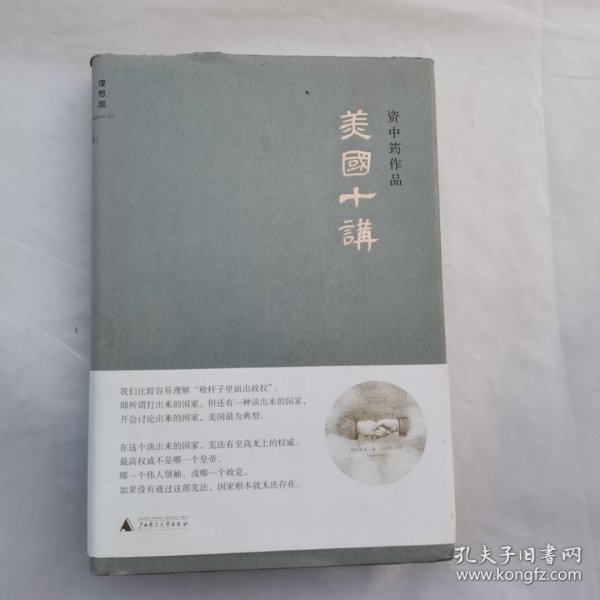 理想国
资中筠作品
美國十講
我们比较容易理解“枪杆子里面出政权”，
即所谓打出来的国家。但还有一种谈出来的国家，
开会讨论出来的国家，美国最为典型。
在这个谈出来的国家，宪法有至高无上的权威。
最高权威不是哪一个皇帝、
哪一个伟人领袖，或哪一个政党。
如果没有通过这部宪法，国家根本就无法存在。
广西师范大学出版社
孔夫子旧书网
www.kongfz.com